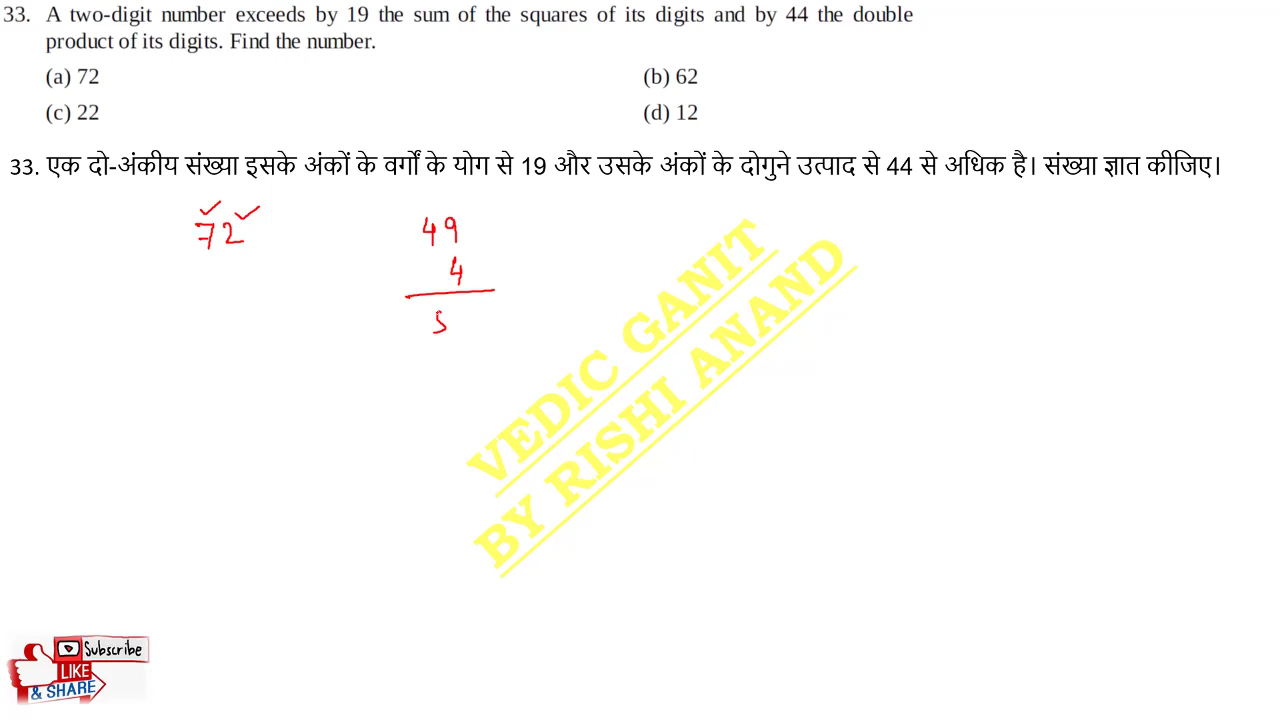 33. A two-digit number exceeds by 19 the sum of the squares of its digits and by 44 the double
product of its digits. Find the number.
(a) 72 (b) 62
(c) 22 (d) 12
33. एक दो-अंकीय संख्या इसके अंकों के वर्गों के योग से 19 और उसके अंकों के दोगुने उत्पाद से 44 से अधिक है। संख्या ज्ञात कीजिए।
72 49
4
5
VEDIC GANIT
BY RISHI ANAND
Subscribe
LIKE
& SHARE